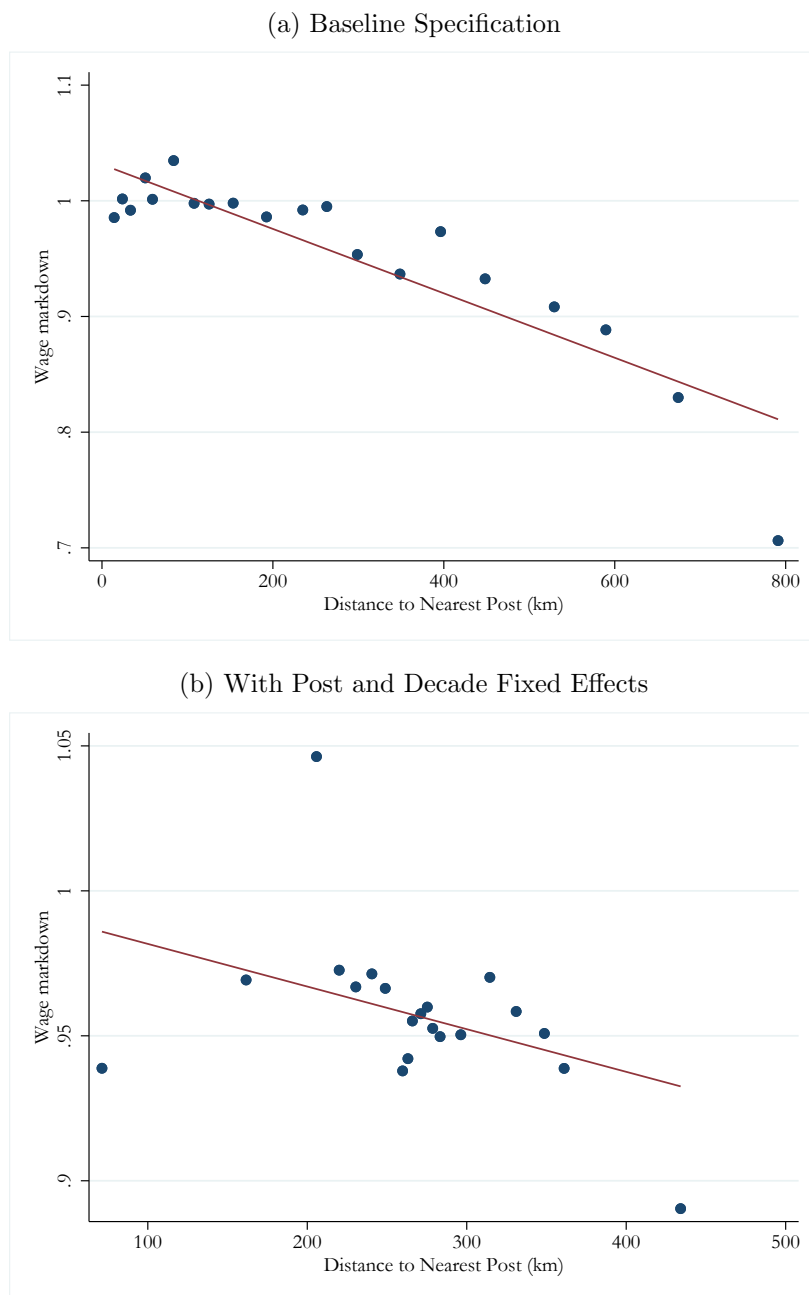 (a) Baseline Specification
1.1
1
.9
.8
.7
Wage markdown
0 200 400 600 800
Distance to Nearest Post (km)
(b) With Post and Decade Fixed Effects
1.05
1
.95
.9
Wage markdown
100 200 300 400 500
Distance to Nearest Post (km)